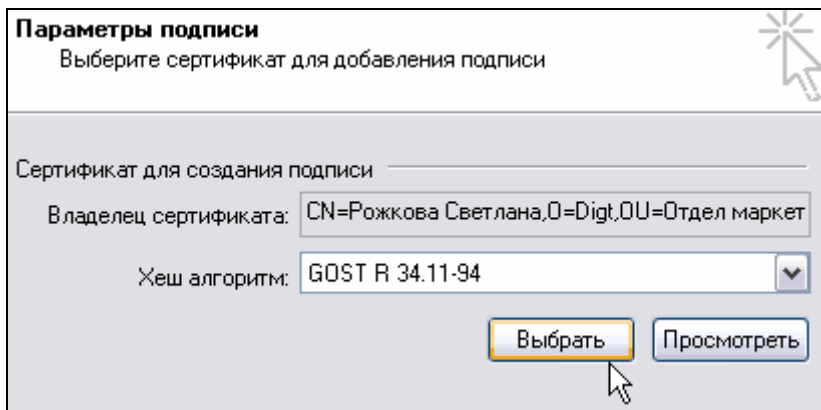 Параметры подписи
Выберите сертификат для добавления подписи
Сертификат для создания подписи
Владелец сертификата: CN=Рожкова Светлана,O=Digt,OU=Отдел маркет
Хеш алгоритм: GOST R 34.11-94
Выбрать Просмотреть